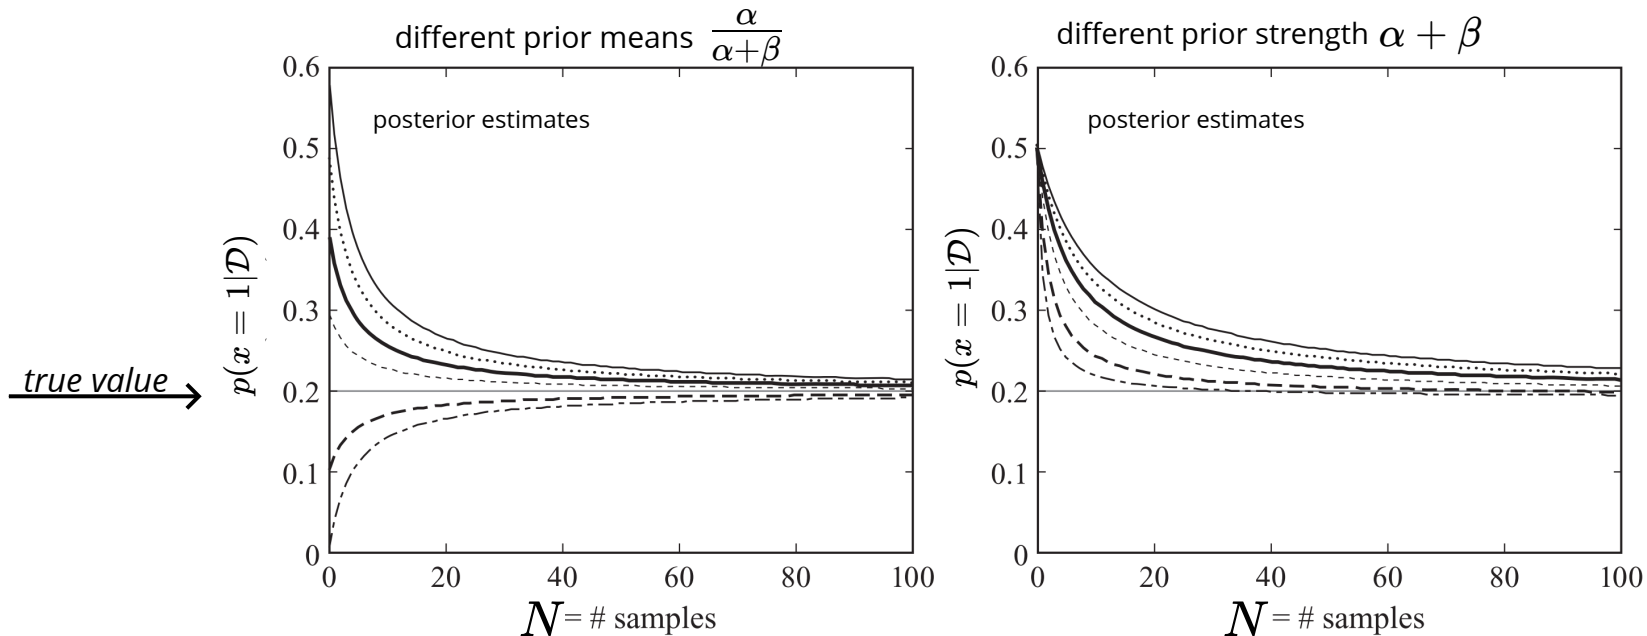 different prior means α/(α+β)
different prior strength α + β
0.6
0.5
0.4
0.3
0.2
0.1
0
posterior estimates
p(x = 1|𝒟)
true value
0 20 40 60 80 100
N = # samples
0.6
0.5
0.4
0.3
0.2
0.1
0
posterior estimates
p(x = 1|𝒟)
0 20 40 60 80 100
N = # samples